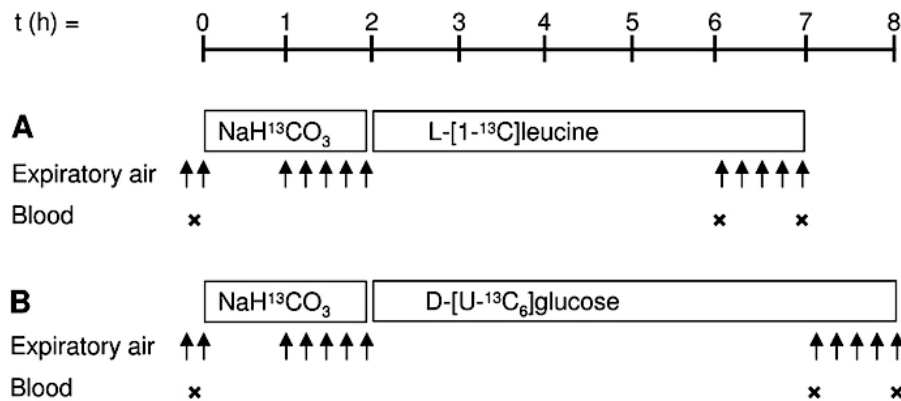 t (h) = 0 1 2 3 4 5 6 7 8
A NaH¹³CO₃ L-[1-¹³C]leucine
Expiratory air
Blood
B NaH¹³CO₃ D-[U-¹³C₆]glucose
Expiratory air
Blood